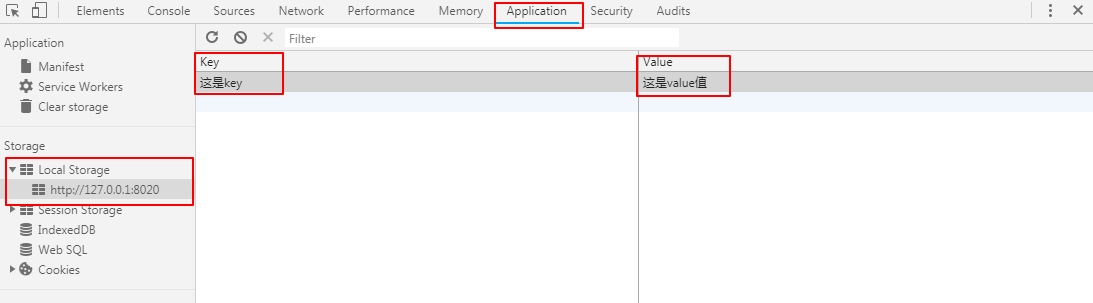 Elements Console Sources Network Performance Memory Application Security Audits
Application
Manifest
Service Workers
Clear storage
Storage
Local Storage
http://127.0.0.1:8020
Session Storage
IndexedDB
Web SQL
Cookies
Filter
Key Value
这是key 这是value值